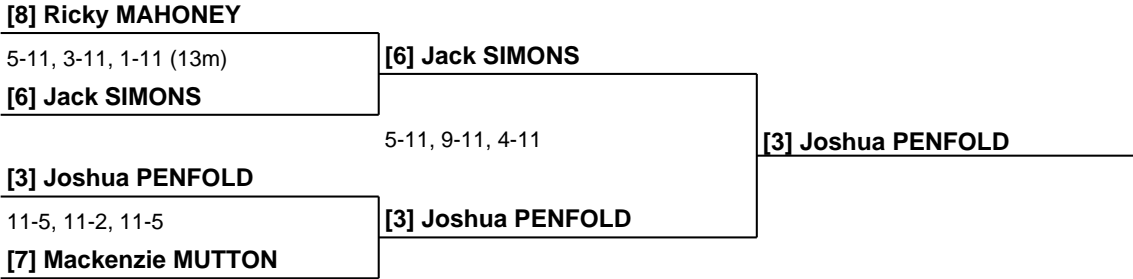 [8] Ricky MAHONEY
5-11, 3-11, 1-11 (13m)
[6] Jack SIMONS
[6] Jack SIMONS
5-11, 9-11, 4-11
[3] Joshua PENFOLD
[3] Joshua PENFOLD
11-5, 11-2, 11-5
[3] Joshua PENFOLD
[7] Mackenzie MUTTON